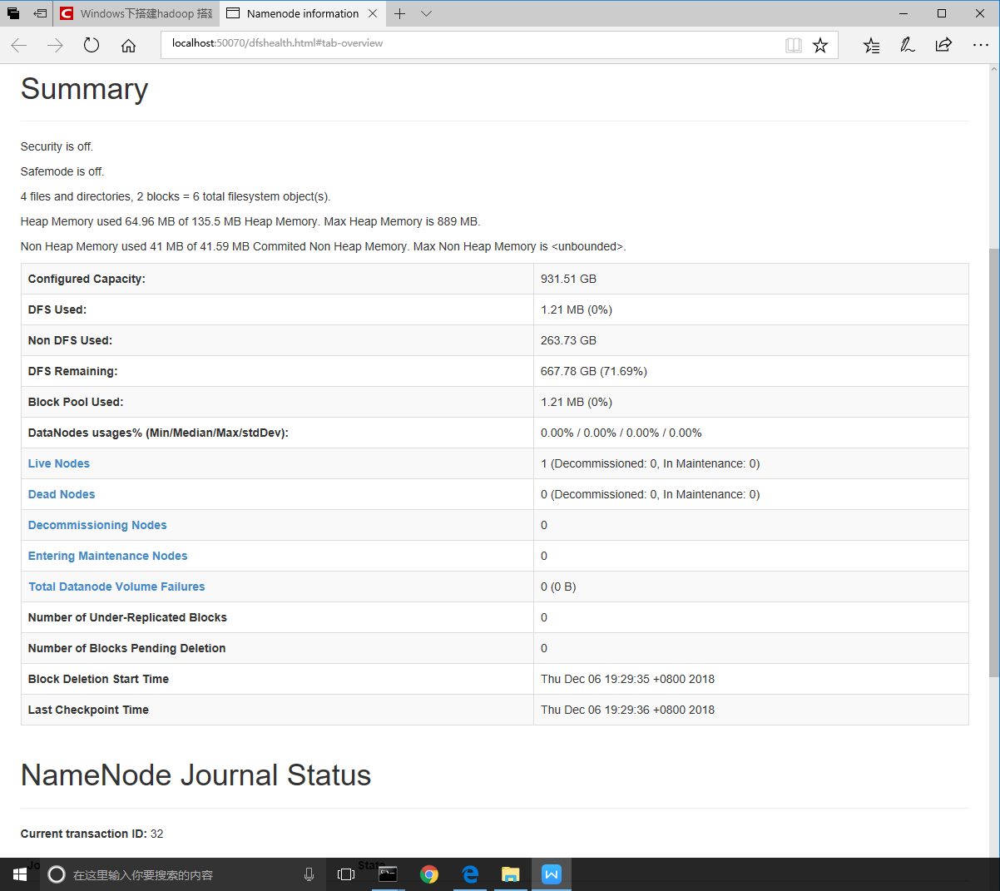 Windows下搭建hadoop 搭
Namenode information
localhost:50070/dfshealth.html#tab-overview
Summary
Security is off.
Safemode is off.
4 files and directories, 2 blocks = 6 total filesystem object(s).
Heap Memory used 64.96 MB of 135.5 MB Heap Memory. Max Heap Memory is 889 MB.
Non Heap Memory used 41 MB of 41.59 MB Commited Non Heap Memory. Max Non Heap Memory is <unbounded>.
Configured Capacity: 931.51 GB
DFS Used: 1.21 MB (0%)
Non DFS Used: 263.73 GB
DFS Remaining: 667.78 GB (71.69%)
Block Pool Used: 1.21 MB (0%)
DataNodes usages% (Min/Median/Max/stdDev): 0.00% / 0.00% / 0.00% / 0.00%
Live Nodes 1 (Decommissioned: 0, In Maintenance: 0)
Dead Nodes 0 (Decommissioned: 0, In Maintenance: 0)
Decommissioning Nodes 0
Entering Maintenance Nodes 0
Total Datanode Volume Failures 0 (0 B)
Number of Under-Replicated Blocks 0
Number of Blocks Pending Deletion 0
Block Deletion Start Time Thu Dec 06 19:29:35 +0800 2018
Last Checkpoint Time Thu Dec 06 19:29:36 +0800 2018
NameNode Journal Status
Current transaction ID: 32
在这里输入你要搜索的内容